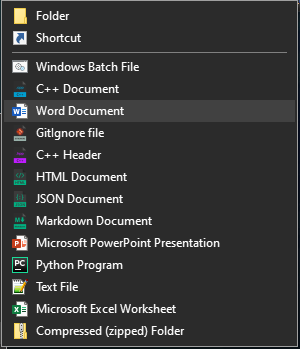 Folder
Shortcut
Windows Batch File
C++ Document
Word Document
GitIgnore file
C++ Header
HTML Document
JSON Document
Markdown Document
Microsoft PowerPoint Presentation
Python Program
Text File
Microsoft Excel Worksheet
Compressed (zipped) Folder